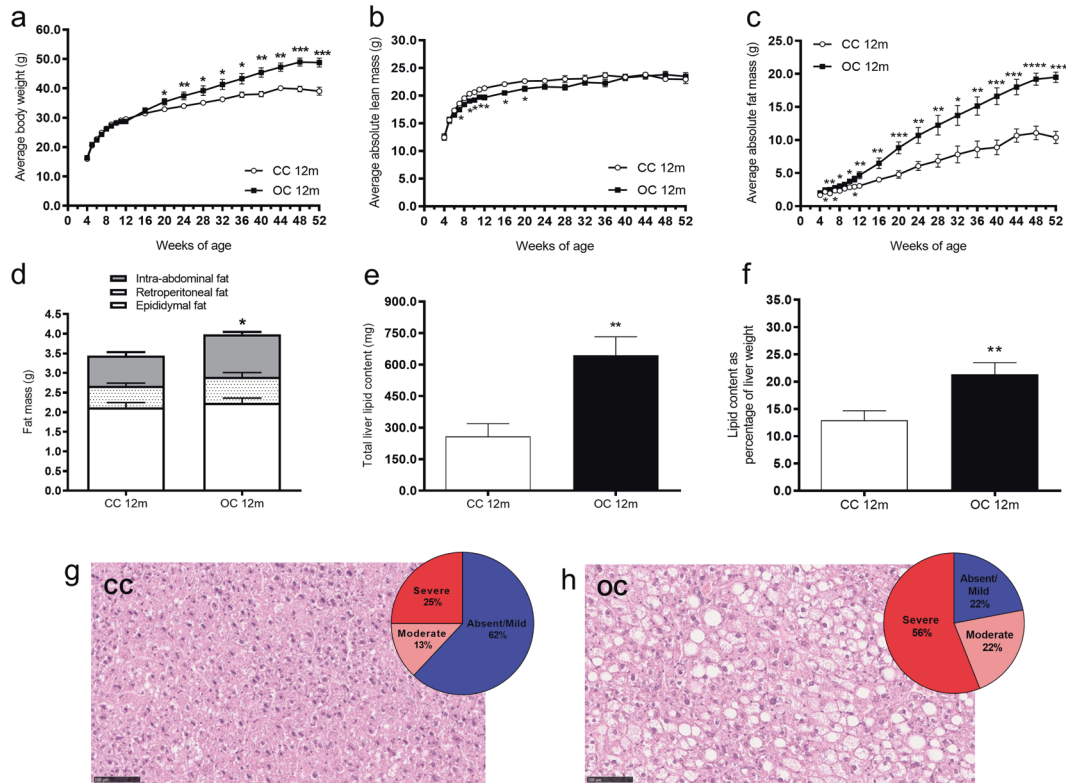 a
Average body weight (g)
60.0
50.0
40.0
30.0
20.0
10.0
0.0
* ** * * * ** ** *** ***
CC 12m
OC 12m
0 4 8 12 16 20 24 28 32 36 40 44 48 52
Weeks of age
b
Average absolute lean mass (g)
30.0
25.0
20.0
15.0
10.0
5.0
0.0
CC 12m
OC 12m
0 4 8 12 16 20 24 28 32 36 40 44 48 52
Weeks of age
c
Average absolute fat mass (g)
25.0
20.0
15.0
10.0
5.0
0.0
CC 12m
OC 12m
** ** *** ** ** * ** *** *** **** ***
0 4 8 12 16 20 24 28 32 36 40 44 48 52
Weeks of age
d
Intra-abdominal fat
Retroperitoneal fat
Epididymal fat
Fat mass (g)
4.5
4.0
3.5
3.0
2.5
2.0
1.5
1.0
0.5
0.0
*
CC 12m OC 12m
e
Total liver lipid content (mg)
900.0
750.0
600.0
450.0
300.0
150.0
0.0
**
CC 12m OC 12m
f
Lipid content as
percentage of liver weight
35.0
30.0
25.0
20.0
15.0
10.0
5.0
0.0
**
CC 12m OC 12m
g
cc
Severe
25%
Moderate
13%
Absent/Mild
62%
h
oc
Absent/
Mild
22%
Severe
56%
Moderate
22%